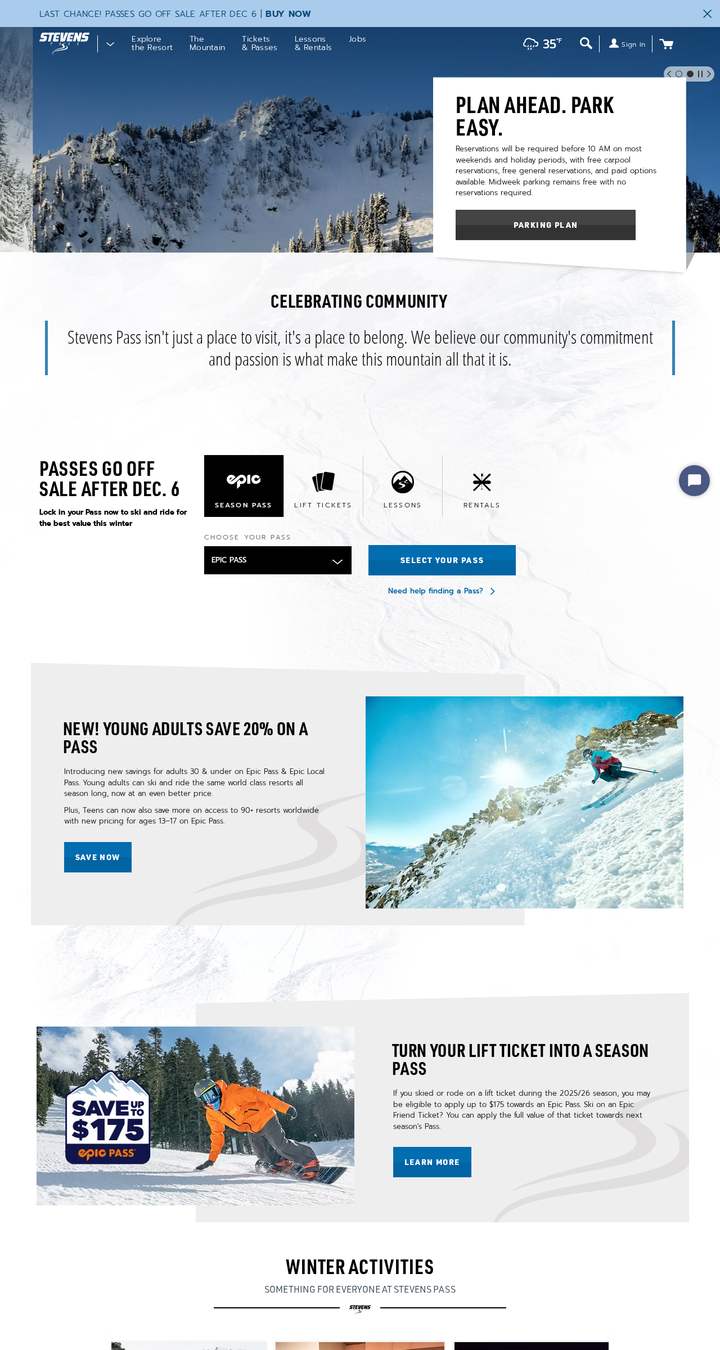 LAST CHANCE! PASSES GO OFF SALE AFTER DEC 6 | BUY NOW
STEVENS
Explore
the Resort
The
Mountain
Tickets
& Passes
Lessons
& Rentals
Jobs
35°F
Sign In
PLAN AHEAD. PARK
EASY.
Reservations will be required before 10 AM on most
weekends and holiday periods, with free carpool
reservations, free general reservations, and paid options
available. Midweek parking remains free with no
reservations required.
PARKING PLAN
CELEBRATING COMMUNITY
Stevens Pass isn't just a place to visit, it's a place to belong. We believe our community's commitment
and passion is what make this mountain all that it is.
PASSES GO OFF
SALE AFTER DEC. 6
Lock in your Pass now to ski and ride for
the best value this winter
epic
SEASON PASS
LIFT TICKETS
LESSONS
RENTALS
CHOOSE YOUR PASS
EPIC PASS
SELECT YOUR PASS
Need help finding a Pass?
NEW! YOUNG ADULTS SAVE 20% ON A
PASS
Introducing new savings for adults 30 & under on Epic Pass & Epic Local
Pass. Young adults can ski and ride the same world class resorts all
season long, now at an even better price.
Plus, Teens can now also save more on access to 90+ resorts worldwide
with new pricing for ages 13–17 on Epic Pass.
SAVE NOW
SAVE UP TO
$175
epic PASS
TURN YOUR LIFT TICKET INTO A SEASON
PASS
If you skied or rode on a lift ticket during the 2025/26 season, you may
be eligible to apply up to $175 towards an Epic Pass. Ski on an Epic
Friend Ticket? You can apply the full value of that ticket towards next
season's Pass.
LEARN MORE
WINTER ACTIVITIES
SOMETHING FOR EVERYONE AT STEVENS PASS
STEVENS